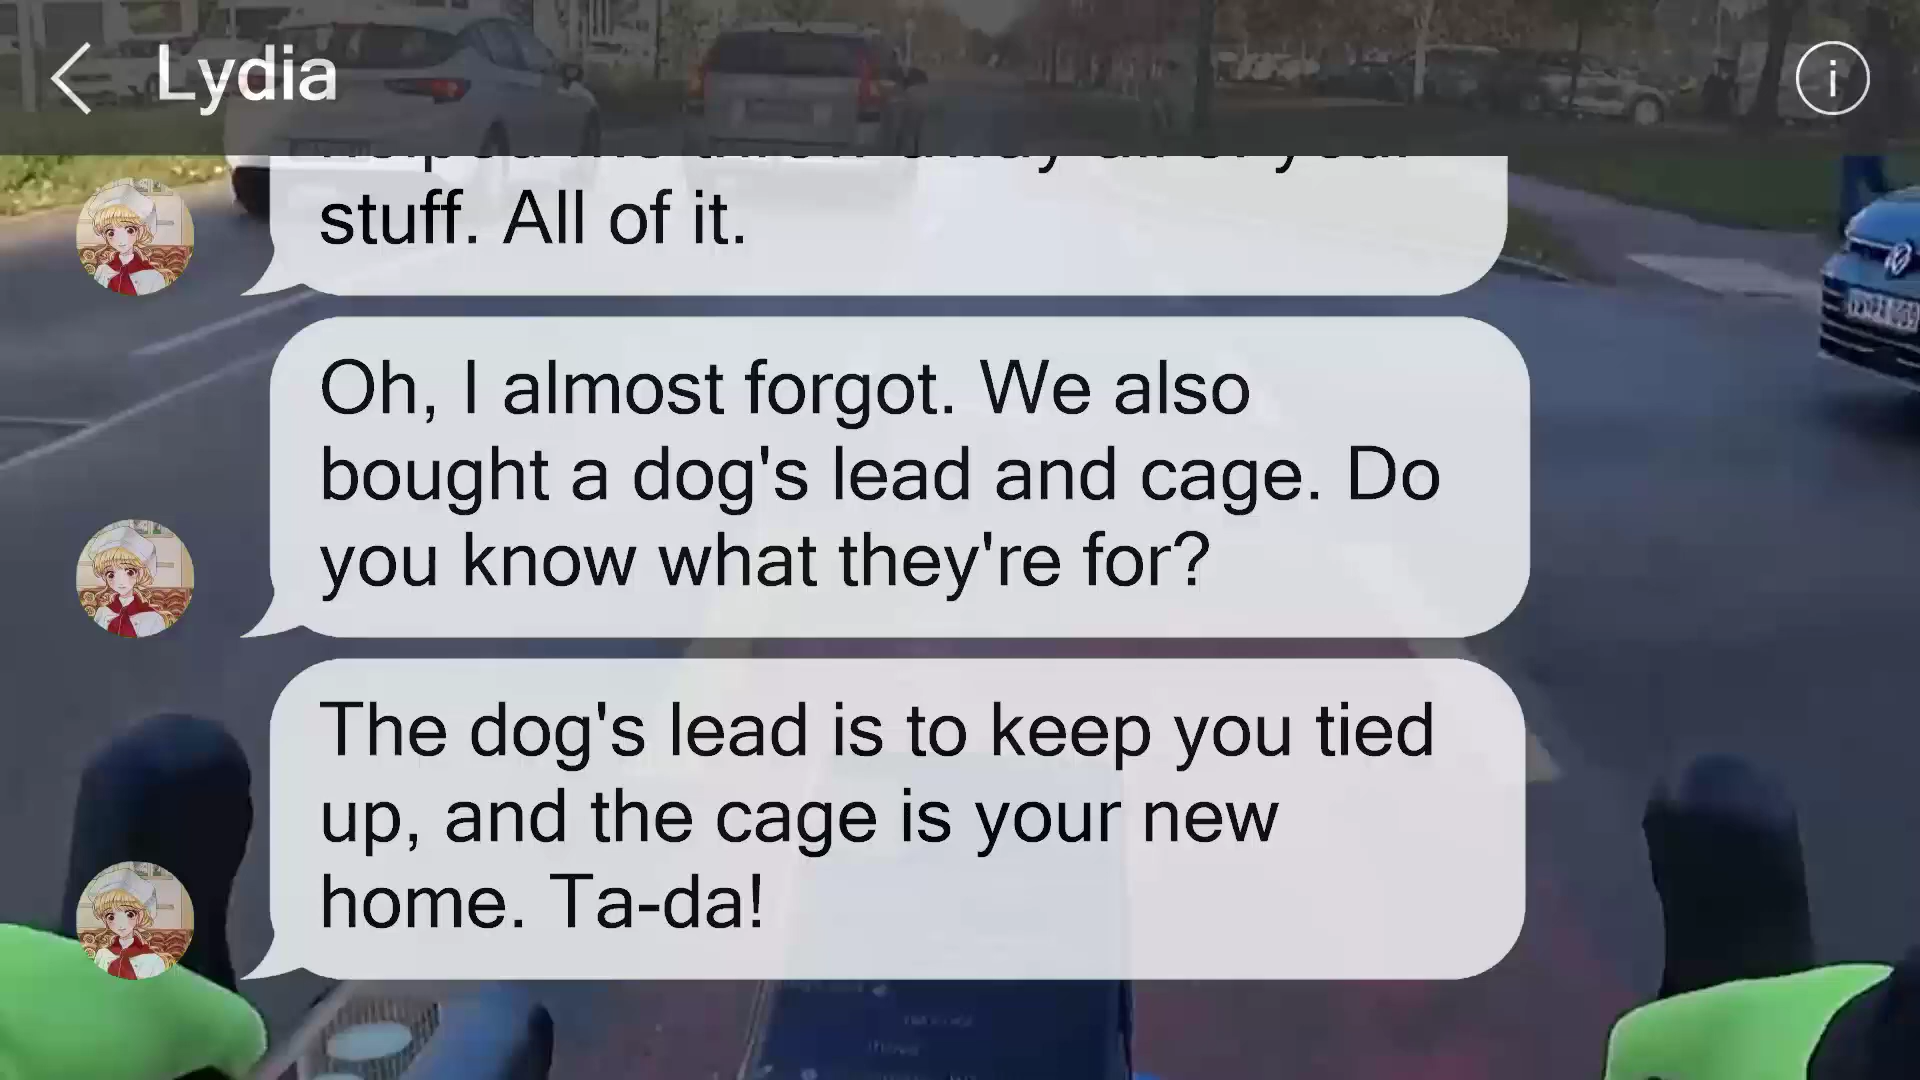 Lydia
i
stuff. All of it.
Oh, I almost forgot. We also
bought a dog's lead and cage. Do
you know what they're for?
The dog's lead is to keep you tied
up, and the cage is your new
home. Ta-da!